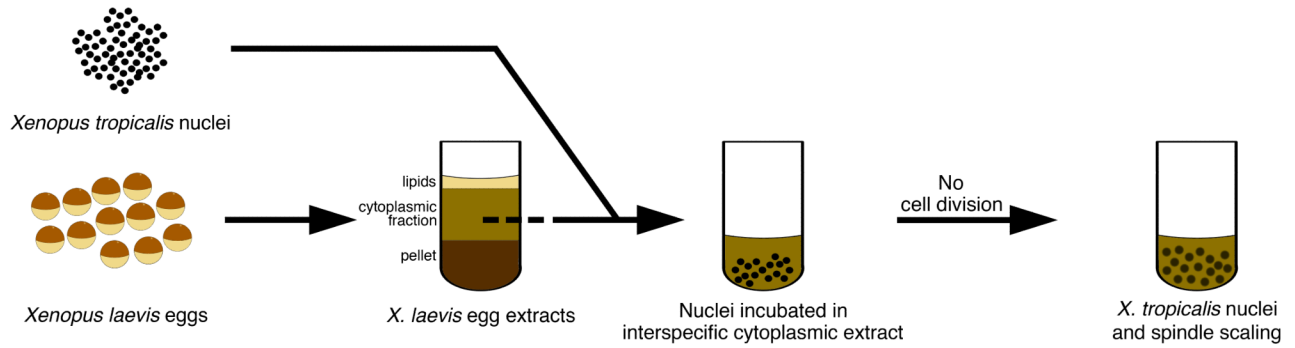 Xenopus tropicalis nuclei
Xenopus laevis eggs
lipids
cytoplasmic
fraction
pellet
X. laevis egg extracts
Nuclei incubated in
interspecific cytoplasmic extract
No
cell division
X. tropicalis nuclei
and spindle scaling